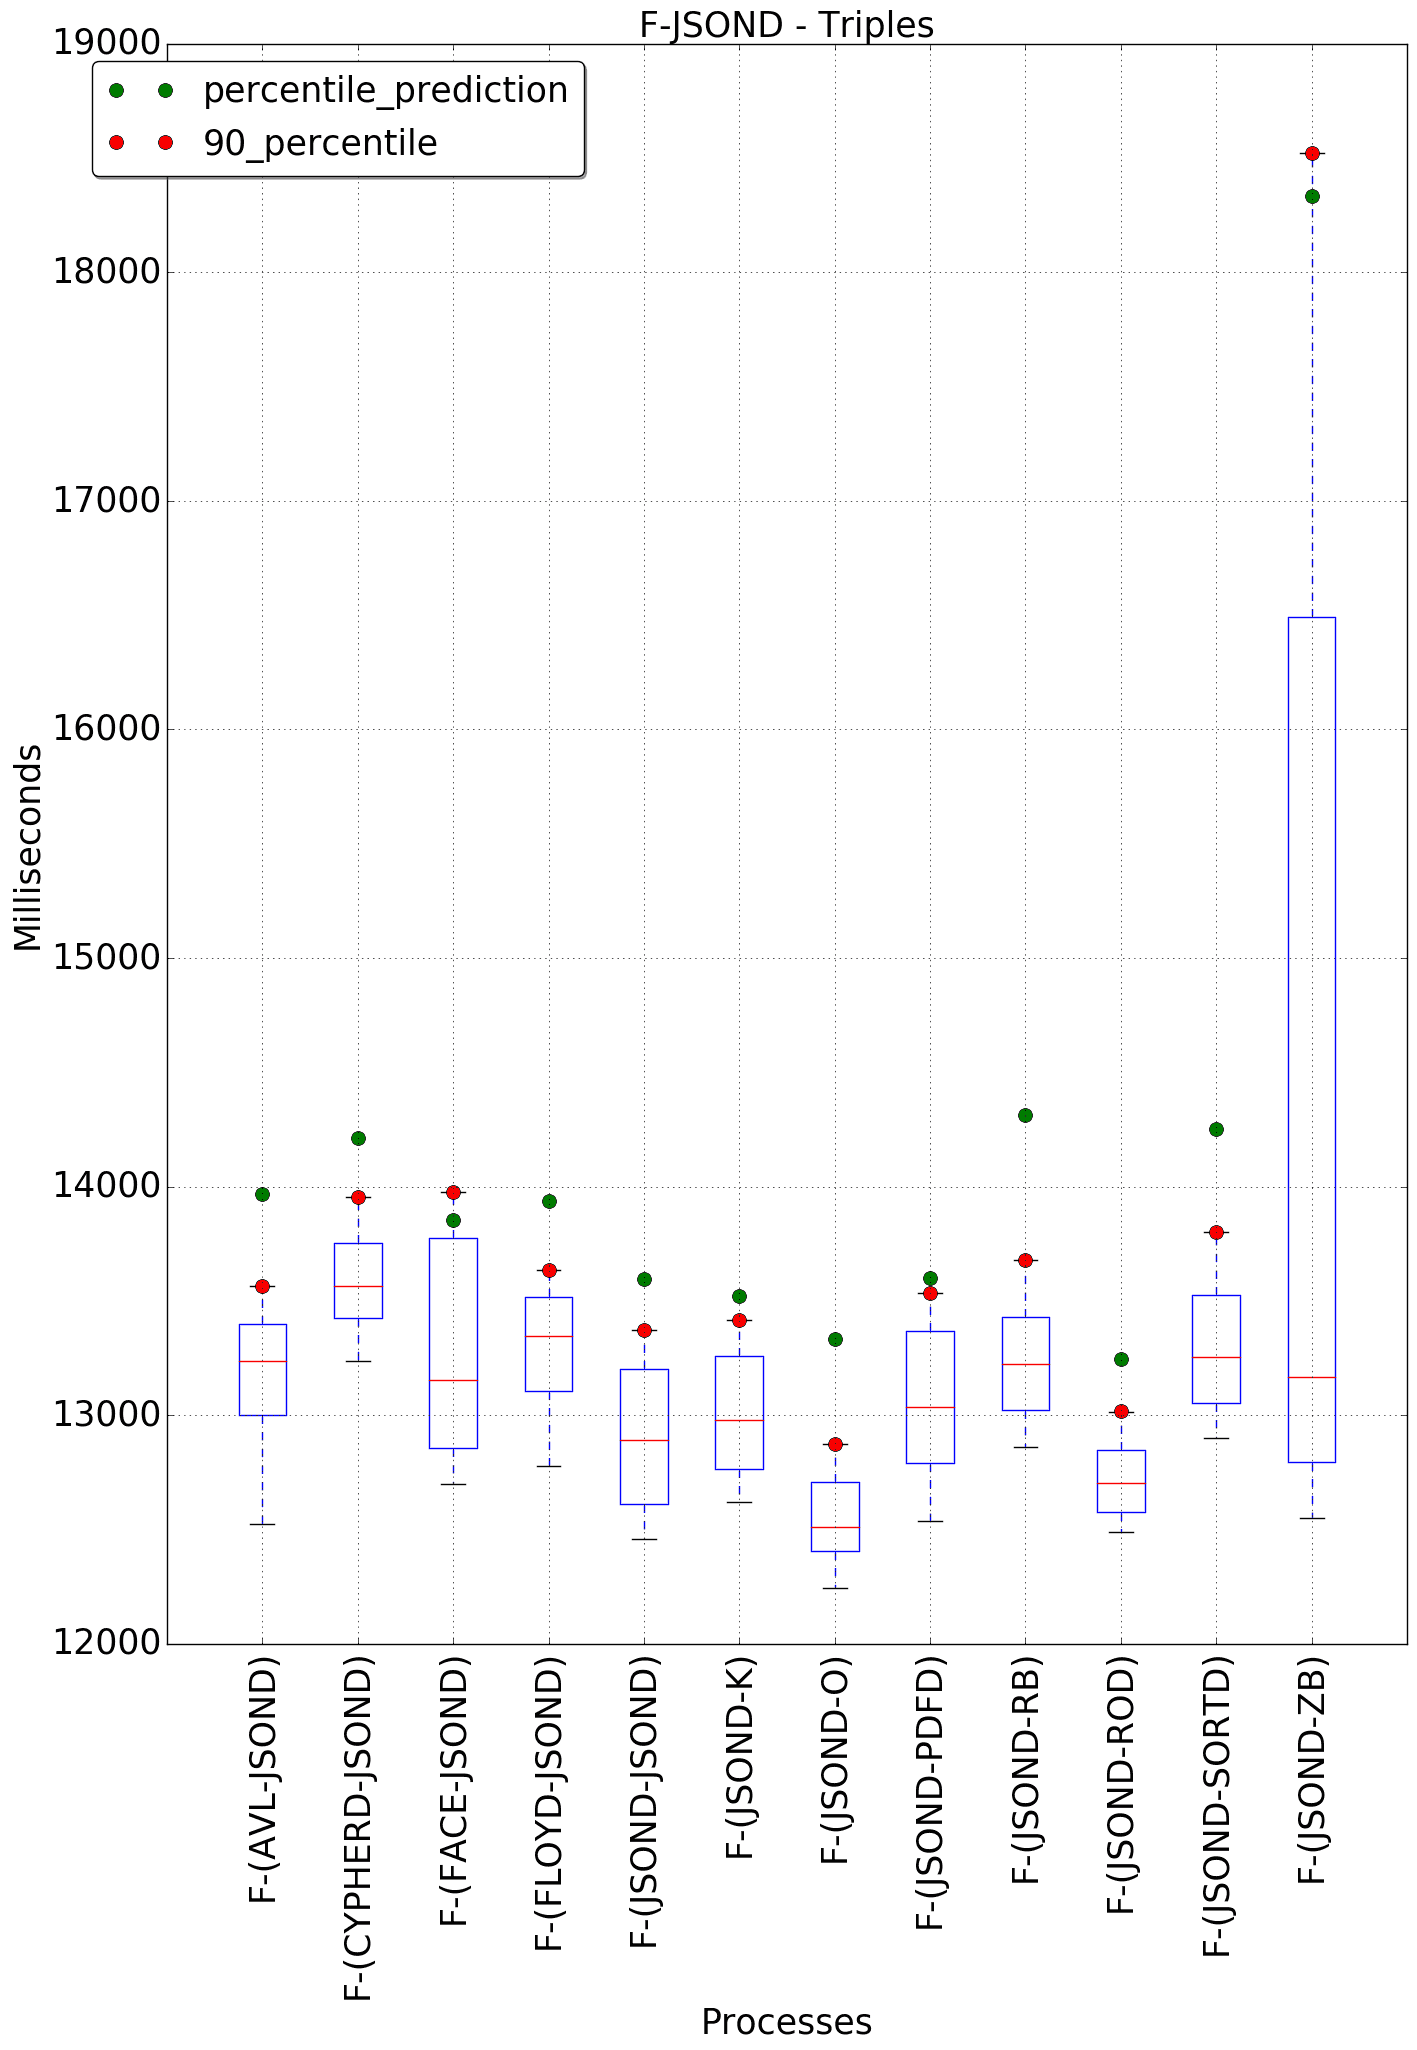 F-JSOND - Triples
percentile_prediction
90_percentile
19000
18000
17000
16000
15000
14000
13000
12000
Milliseconds
F-(AVL-JSOND)
F-(CYPHERD-JSOND)
F-(FACE-JSOND)
F-(FLOYD-JSOND)
F-(JSOND-JSOND)
F-(JSOND-K)
F-(JSOND-O)
F-(JSOND-PDFD)
F-(JSOND-RB)
F-(JSOND-ROD)
F-(JSOND-SORTD)
F-(JSOND-ZB)
Processes